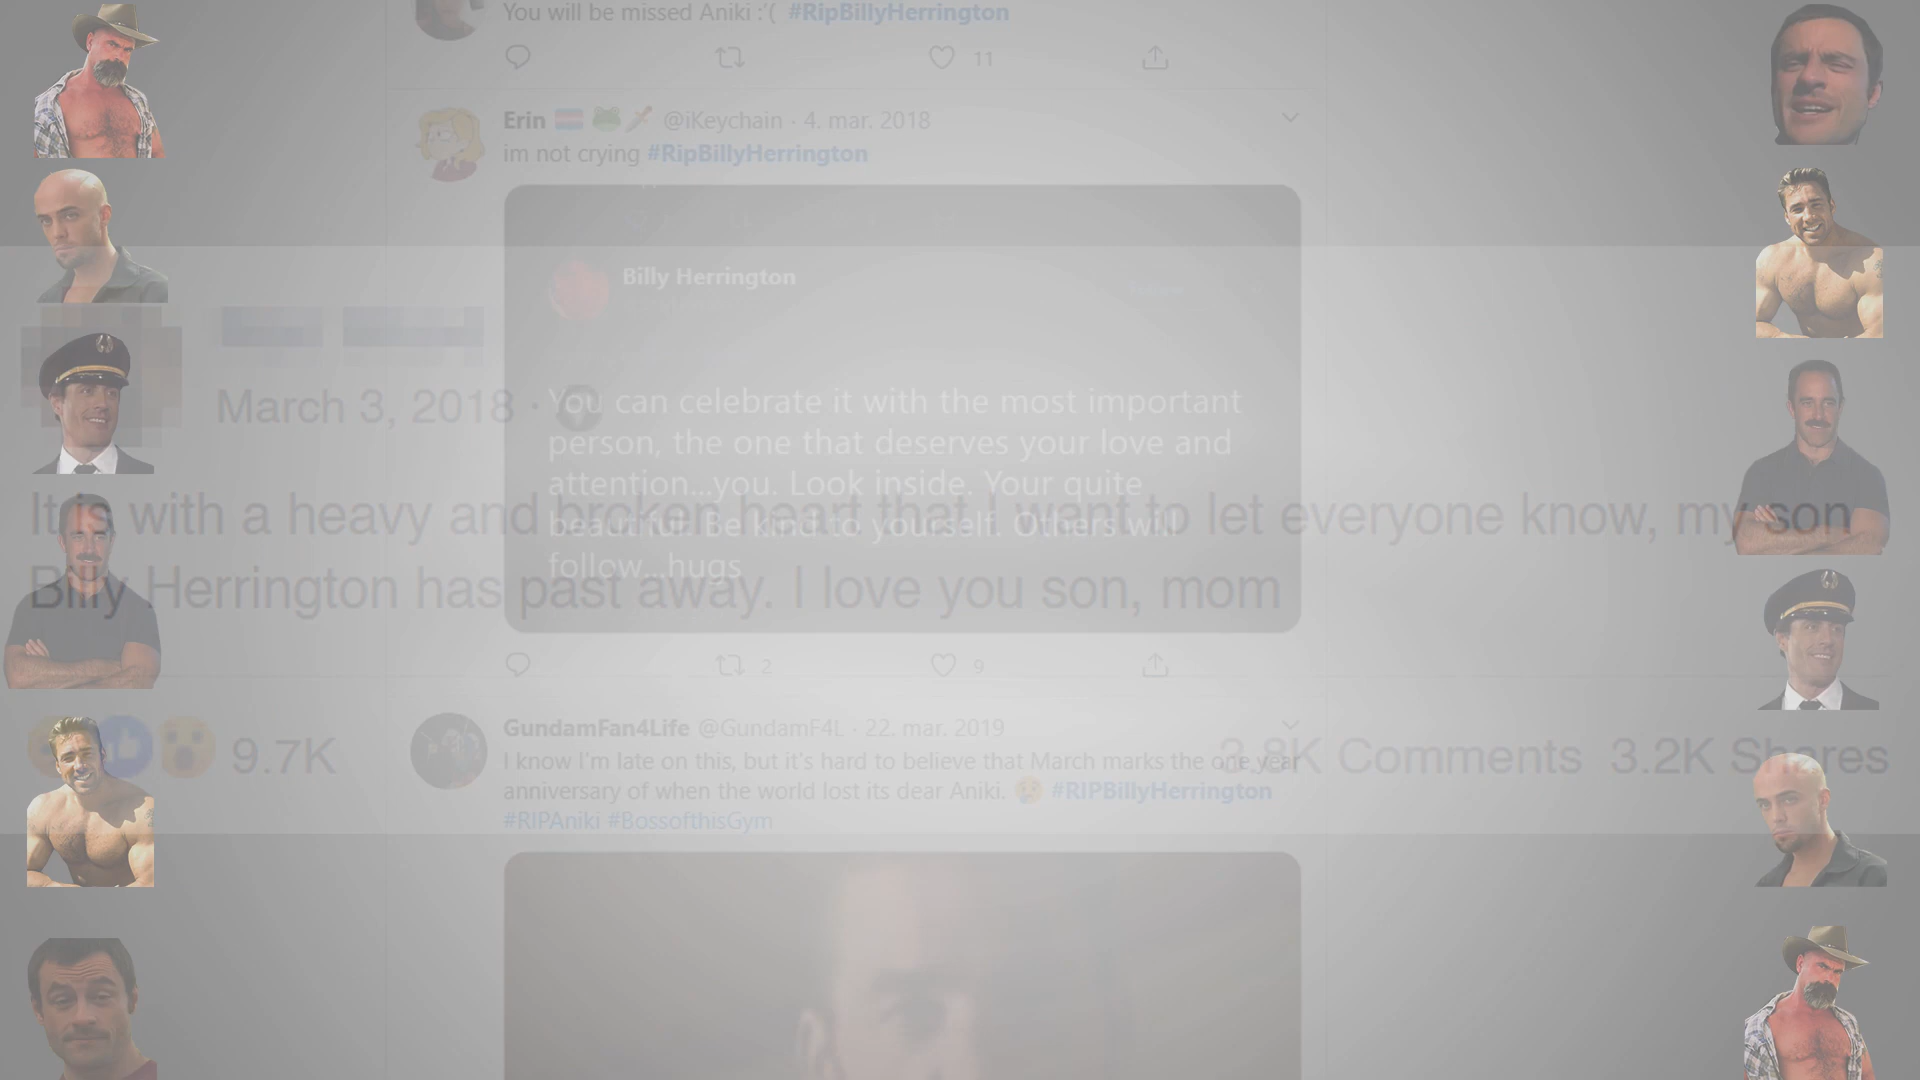 You will be missed Aniki :'( #RipBillyHerrington
11
Erin @iKeychain · 4. mar. 2018
im not crying #RipBillyHerrington
Billy Herrington
March 3, 2018 ·
You can celebrate it with the most important
person, the one that deserves your love and
attention...you. Look inside. Your quite
beautiful. Be kind to yourself. Others will
follow...hugs
It is with a heavy and broken heart that I want to let everyone know, my son
Billy Herrington has past away. I love you son, mom
2 9
GundamFan4Life @GundamF4L · 22. mar. 2019
I know I'm late on this, but it's hard to believe that March marks the one year
anniversary of when the world lost its dear Aniki. #RIPBillyHerrington
#RIPAniki #BossofthisGym
9.7K
2.8K Comments 3.2K Shares